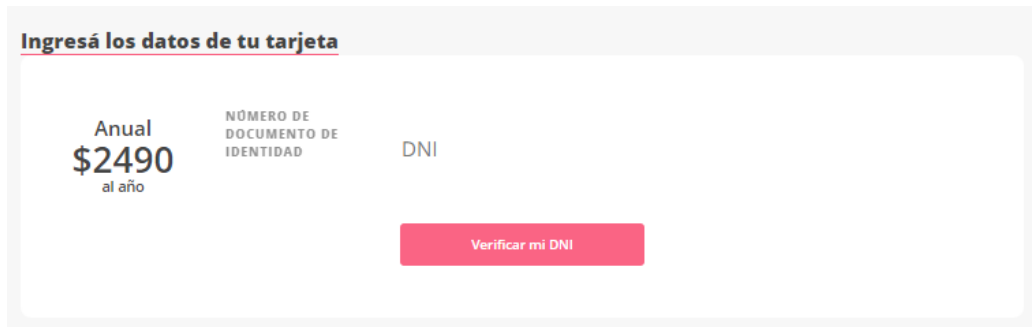 Ingresá los datos de tu tarjeta
Anual
$2490
al año
NÚMERO DE
DOCUMENTO DE
IDENTIDAD
DNI
Verificar mi DNI